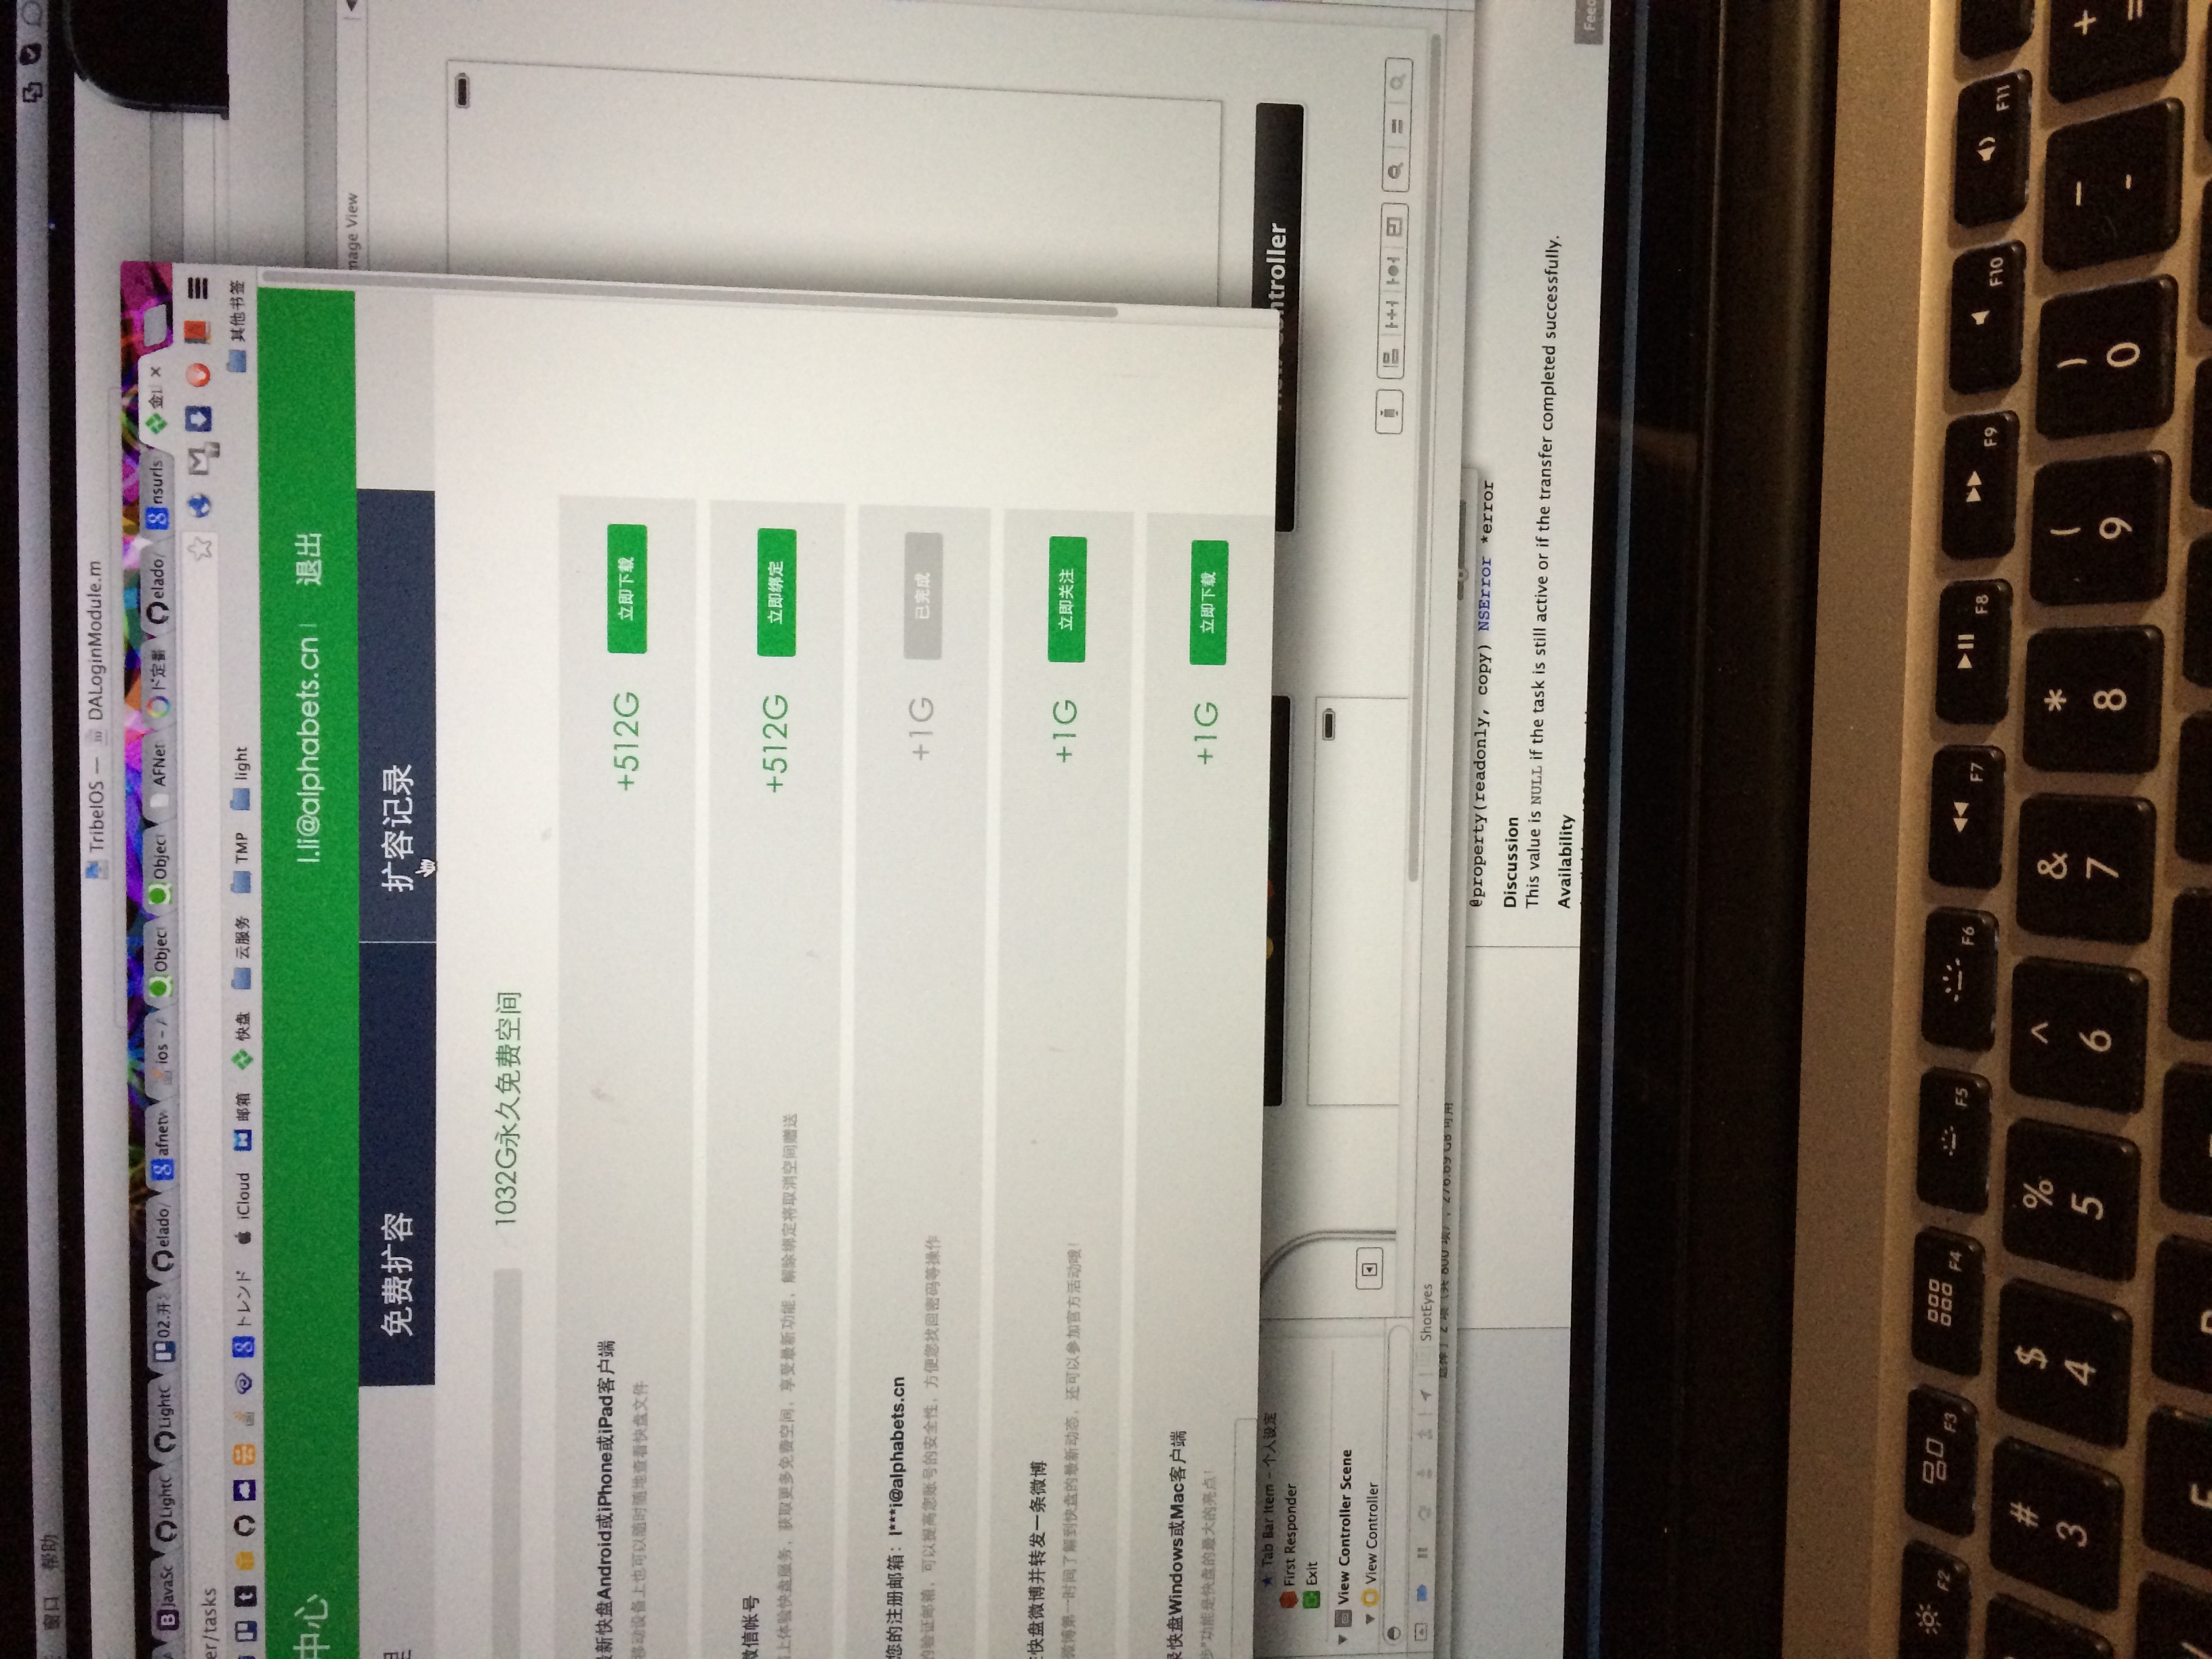 窗口 帮助
TribeIOS — DALoginModule.m
JavaSc LightC LightC 02.开 elado/ afnetw ios - A Object Object AFNet ド定番 elado/ nsurls
er/tasks
トレンド iCloud 邮箱 快盘 云服务 TMP light 其他书签
中心 l.li@alphabets.cn | 退出
mage View
免费扩容 扩容记录
1032G永久免费空间
最新快盘Android或iPhone或iPad客户端
移动设备上也可以随时随地查看快盘文件
+512G 立即下载
微信帐号
上体验快盘服务，获取更多免费空间，享受最新功能，解除绑定将取消空间赠送
+512G 立即绑定
您的注册邮箱：l***i@alphabets.cn
的验证邮箱，可以提高您账号的安全性，方便您找回密码等操作
+1G 已完成
快盘微博并转发一条微博
微博第一时间了解到快盘的最新动态，还可以参加官方活动哦！
+1G 立即关注
录快盘Windows或Mac客户端
步"功能是快盘的最大的亮点！
+1G 立即下载
Tab Bar Item - 个人设定
First Responder
Exit
View Controller Scene
View Controller
Controller
ShotEyes
选择了 2 项（共 800 项），276.69 GB 可用
@property(readonly, copy) NSError *error
Discussion
This value is NULL if the task is still active or if the transfer completed successfully.
Availability
Feed
F2 F3 F4 F5 F6 F7 F8 F9 F10 F11
# $ % ^ & * ( ) — +
3 4 5 6 7 8 9 0 - =